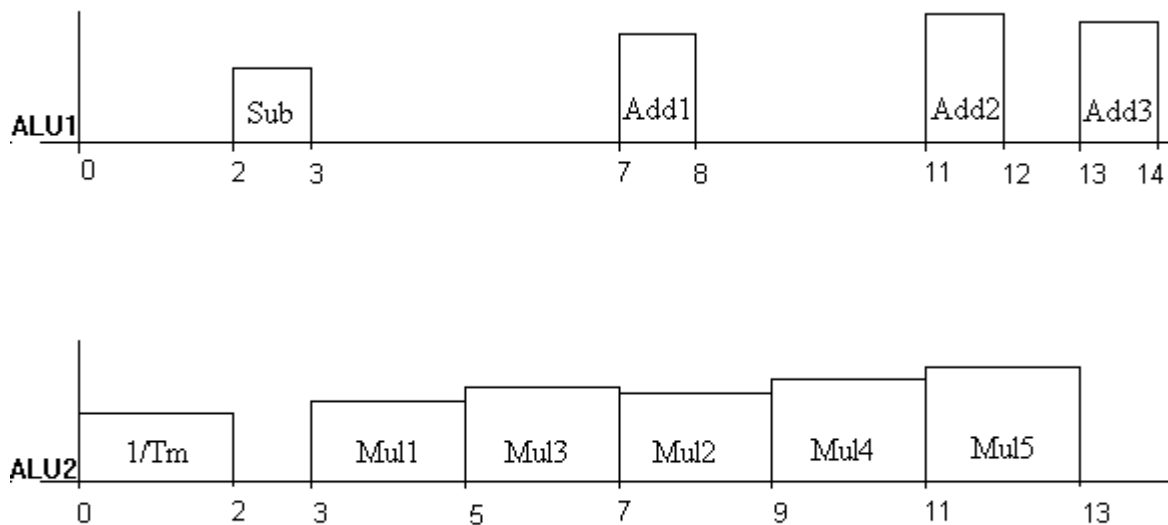 Sub Add1 Add2 Add3
ALU1
0 2 3 7 8 11 12 13 14
1/Tm Mul1 Mul3 Mul2 Mul4 Mul5
ALU2
0 2 3 5 7 9 11 13